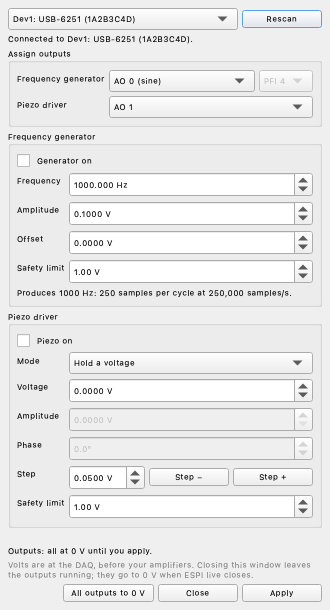 Dev1: USB-6251 (1A2B3C4D)
Rescan
Connected to Dev1: USB-6251 (1A2B3C4D).
Assign outputs
Frequency generator
AO 0 (sine)
PFI 4
Piezo driver
AO 1
Frequency generator
Generator on
Frequency
1000.000 Hz
Amplitude
0.1000 V
Offset
0.0000 V
Safety limit
1.00 V
Produces 1000 Hz: 250 samples per cycle at 250,000 samples/s.
Piezo driver
Piezo on
Mode
Hold a voltage
Voltage
0.0000 V
Amplitude
0.0000 V
Phase
0.0°
Step
0.0500 V
Step −
Step +
Safety limit
1.00 V
Outputs: all at 0 V until you apply.
Volts are at the DAQ, before your amplifiers. Closing this window leaves
the outputs running; they go to 0 V when ESPI live closes.
All outputs to 0 V
Close
Apply